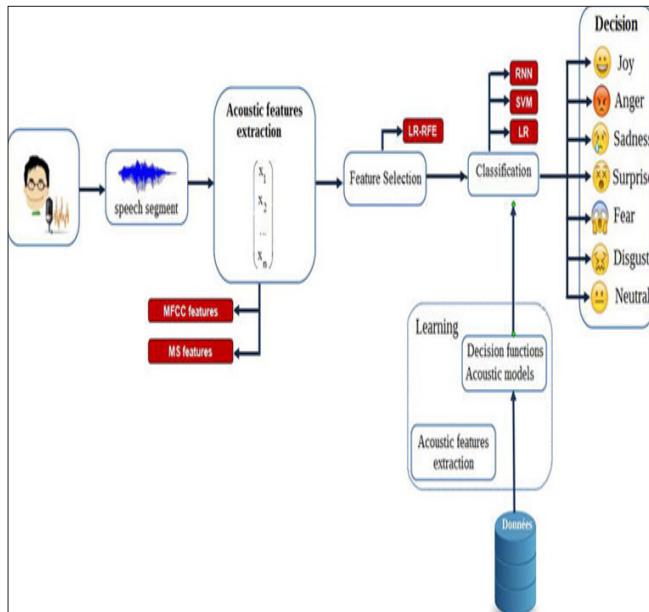 Decision
Joy
Anger
Sadness
Surprise
Fear
Disgust
Neutral
RNN
SVM
LR
Classification
LR-RFE
Feature Selection
Acoustic features
extraction
x1
x2
...
xn
speech segment
MFCC features
MS features
Learning
Decision functions
Acoustic models
Acoustic features
extraction
Données